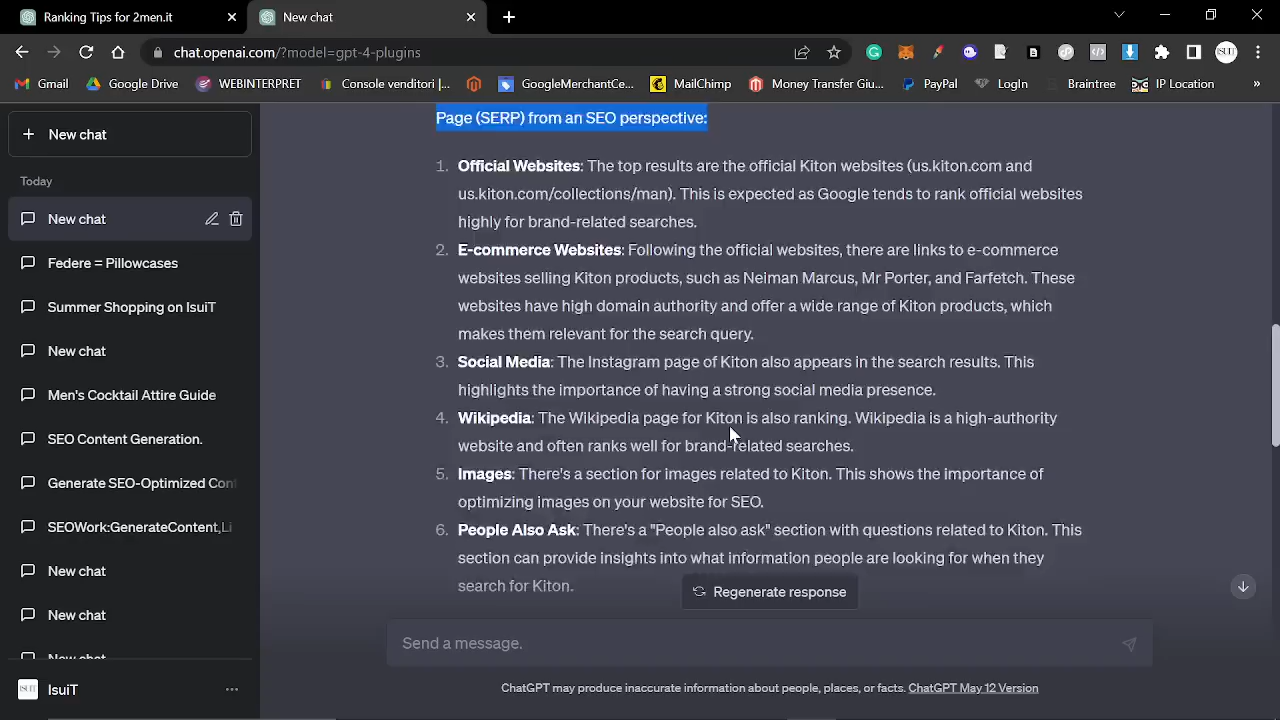 Ranking Tips for 2men.it
New chat
chat.openai.com/?model=gpt-4-plugins
Gmail
Google Drive
WEBINTERPRET
Console venditori |...
GoogleMerchantCe...
MailChimp
Magento Tester Giu...
PayPal
LogIn
Braintree
IP Location
»
+ New chat
Today
New chat
Federe = Pillowcases
Summer Shopping on IsuiT
New chat
Men's Cocktail Attire Guide
SEO Content Generation.
Generate SEO-Optimized Con
SEOWork:GenerateContent,Li
New chat
New chat
New chat
IsuiT
Page (SERP) from an SEO perspective:
1. Official Websites: The top results are the official Kiton websites (us.kiton.com and
us.kiton.com/collections/man). This is expected as Google tends to rank official websites
highly for brand-related searches.
2. E-commerce Websites: Following the official websites, there are links to e-commerce
websites selling Kiton products, such as Neiman Marcus, Mr Porter, and Farfetch. These
websites have high domain authority and offer a wide range of Kiton products, which
makes them relevant for the search query.
3. Social Media: The Instagram page of Kiton also appears in the search results. This
highlights the importance of having a strong social media presence.
4. Wikipedia: The Wikipedia page for Kiton is also ranking. Wikipedia is a high-authority
website and often ranks well for brand-related searches.
5. Images: There's a section for images related to Kiton. This shows the importance of
optimizing images on your website for SEO.
6. People Also Ask: There's a "People also ask" section with questions related to Kiton. This
section can provide insights into what information people are looking for when they
search for Kiton.
Regenerate response
Send a message.
ChatGPT may produce inaccurate information about people, places, or facts. ChatGPT May 12 Version